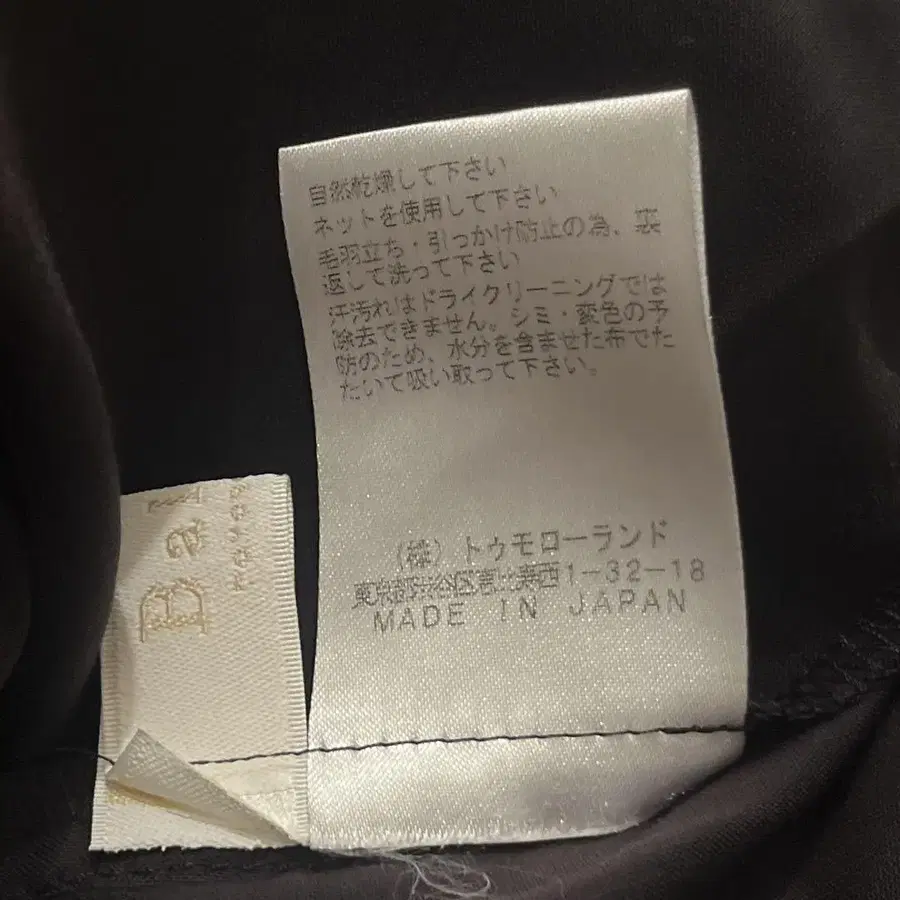 自然乾燥して下さい
ネットを使用して下さい
毛羽立ち・引っかけ防止の為、裏
返して洗って下さい
汗汚れはドライクリーニングでは
除去できません。シミ・変色の予
防のため、水分を含ませた布でた
たいて吸い取って下さい。
(株) トゥモローランド
東京都渋谷区恵比寿西1-32-18
MADE IN JAPAN
Bal